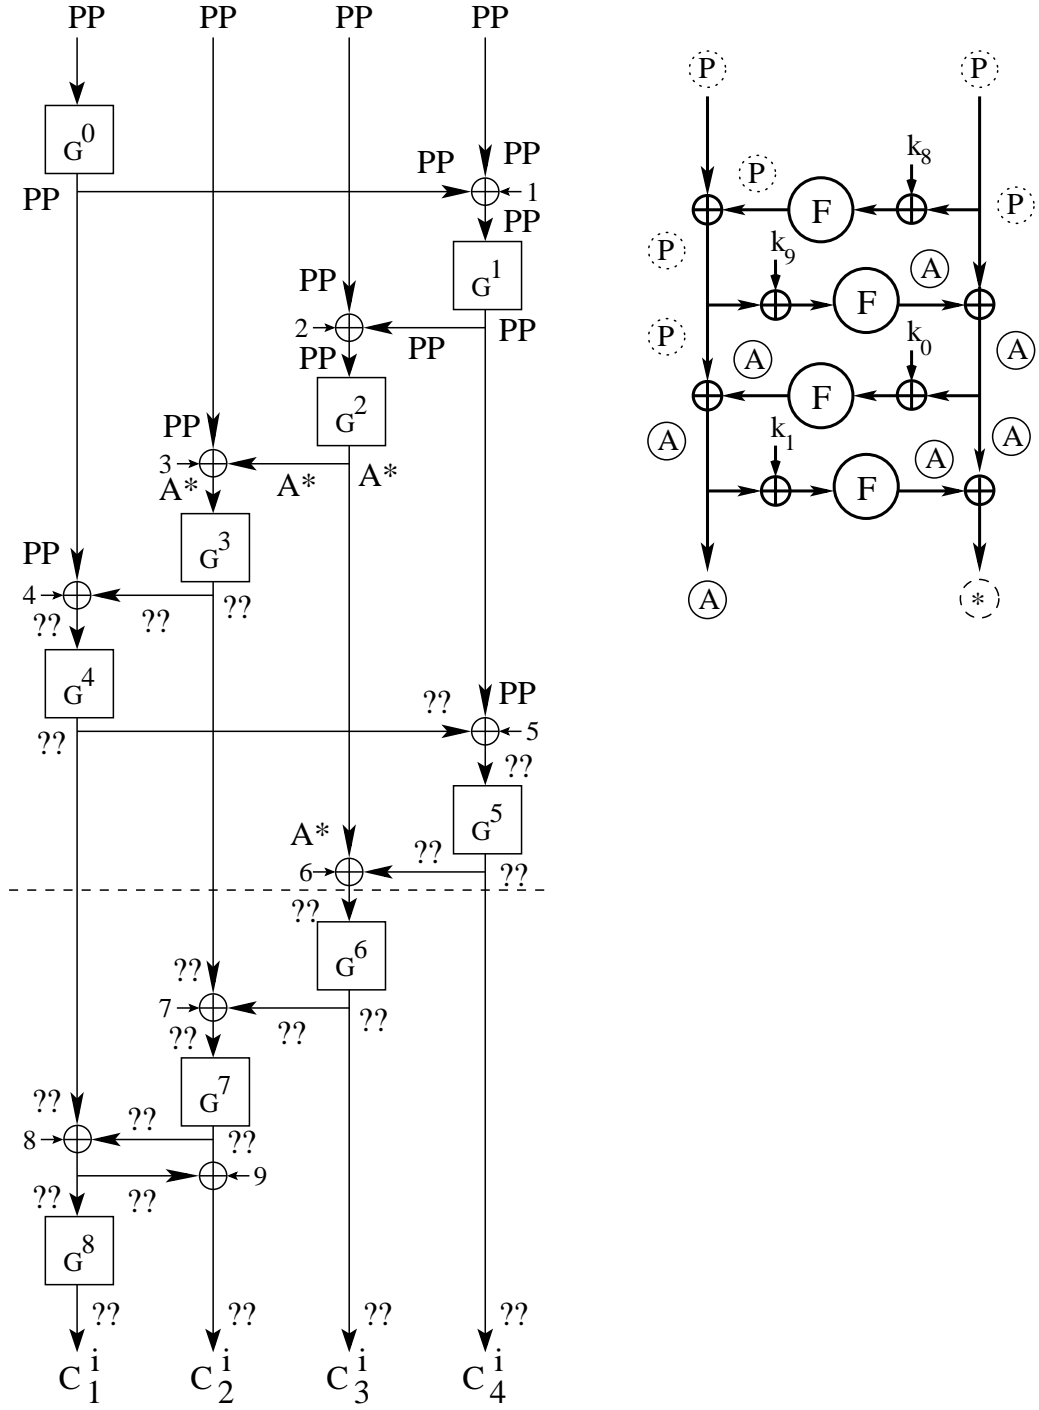 PP PP PP PP
G0
PP PP PP
1
PP PP
G1
PP
2
PP PP
PP
G2
PP
3
A* A* A*
G3
PP
4
?? ?? ??
G4
PP
?? ??
5
??
G5
A*
6
?? ??
??
G6
??
7
?? ?? ??
G7
??
8
?? ??
9
?? ??
G8
?? ?? ?? ??
C1i C2i C3i C4i
P P
k8
P F P
P k9 A
F
P k0 A
A F
A k1 A A
F
A *